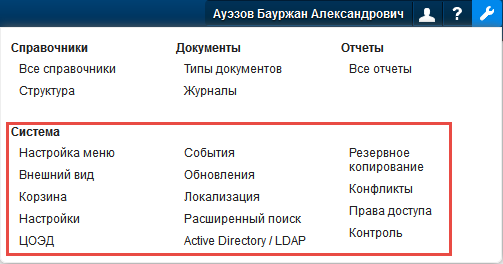 Ауэзов Бауржан Александрович ?
Справочники Документы Отчеты
Все справочники Типы документов Все отчеты
Структура Журналы
Система
Настройка меню События Резервное
копирование
Внешний вид Обновления Конфликты
Корзина Локализация Права доступа
Настройки Расширенный поиск Контроль
ЦОЭД Active Directory / LDAP